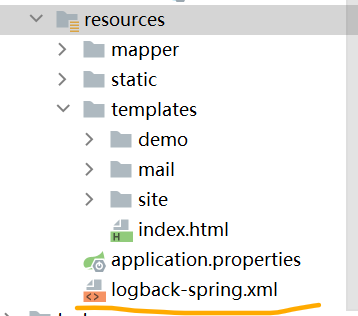 resources
mapper
static
templates
demo
mail
site
index.html
application.properties
logback-spring.xml